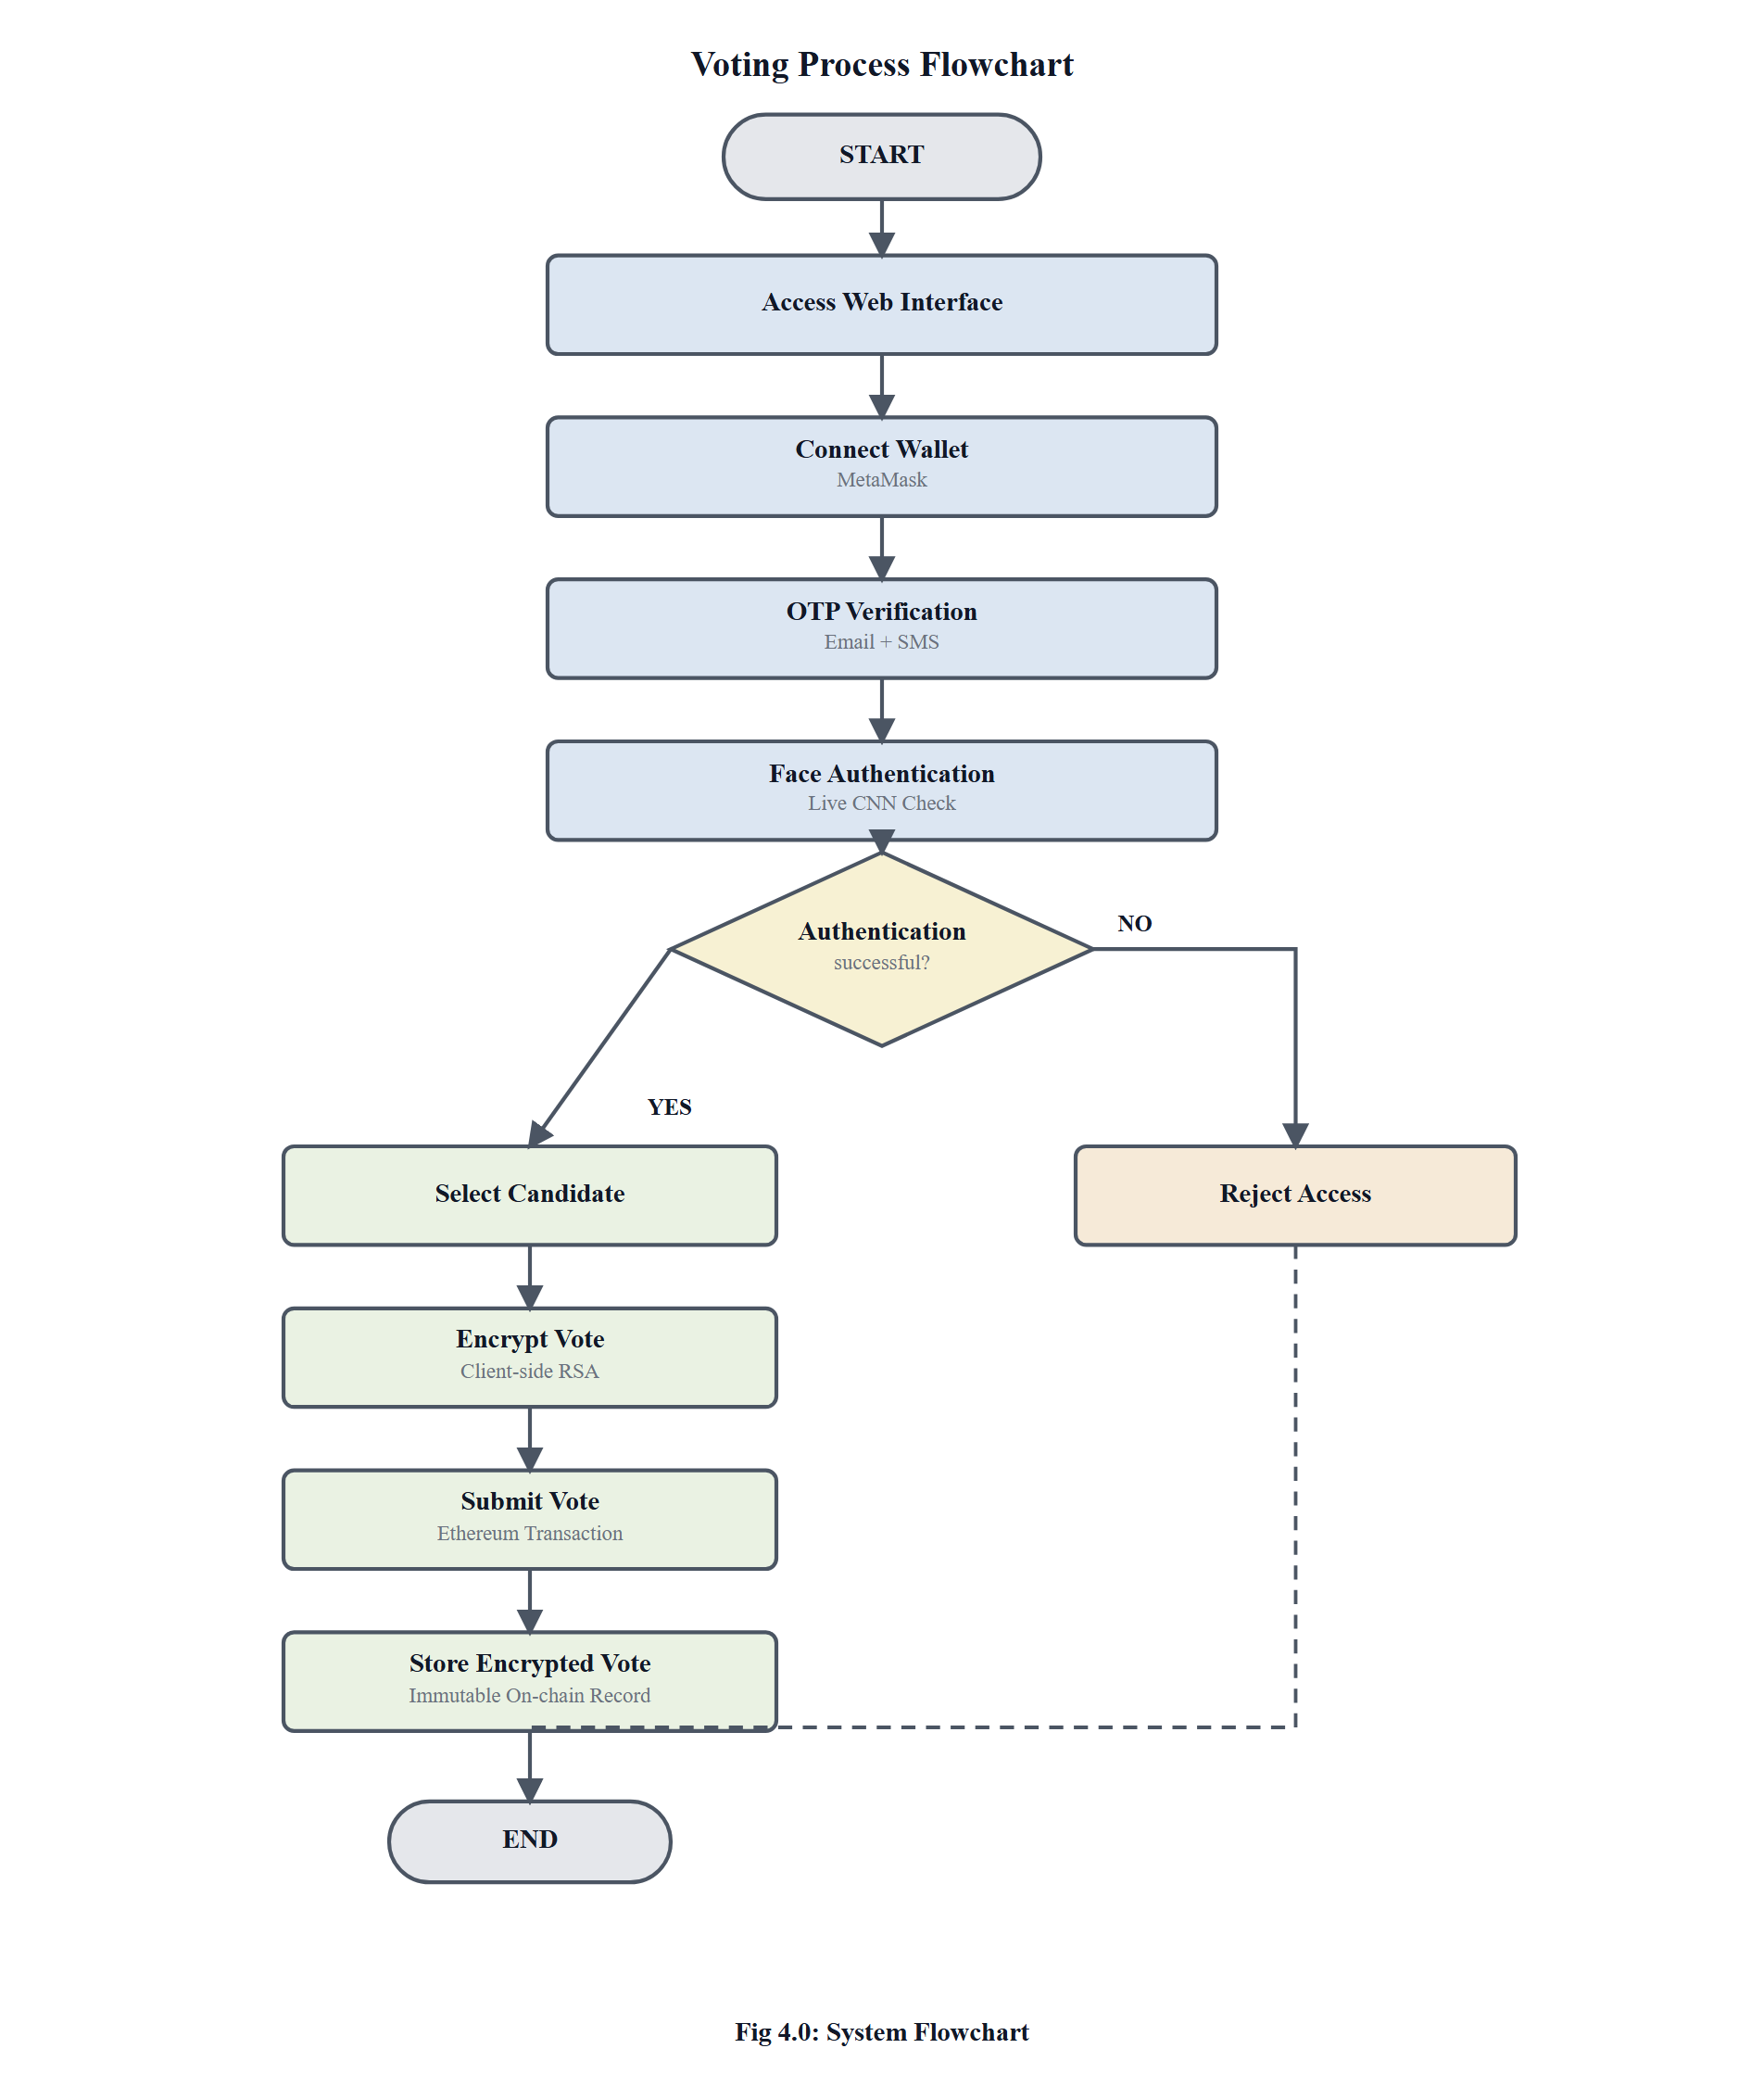 Voting Process Flowchart
START
Access Web Interface
Connect Wallet
MetaMask
OTP Verification
Email + SMS
Face Authentication
Live CNN Check
Authentication
successful?
NO
YES
Select Candidate
Reject Access
Encrypt Vote
Client-side RSA
Submit Vote
Ethereum Transaction
Store Encrypted Vote
Immutable On-chain Record
END
Fig 4.0: System Flowchart